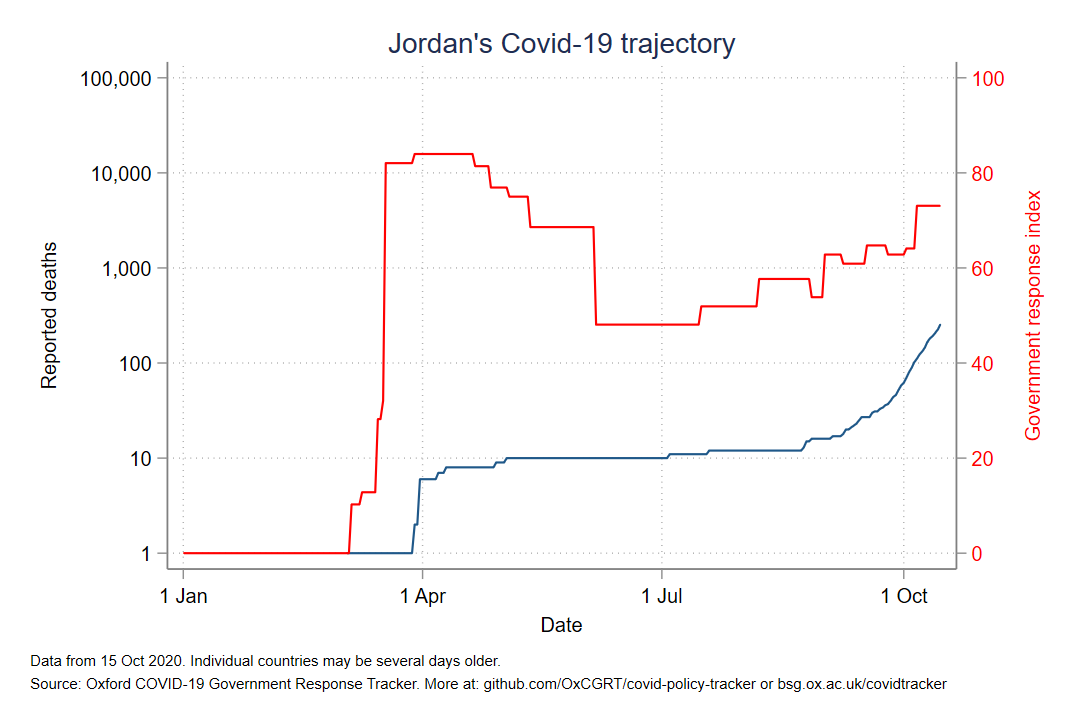 Jordan's Covid-19 trajectory
100,000
10,000
1,000
100
10
1
Reported deaths
100
80
60
40
20
0
Government response index
1 Jan
1 Apr
1 Jul
1 Oct
Date
Data from 15 Oct 2020. Individual countries may be several days older.
Source: Oxford COVID-19 Government Response Tracker. More at: github.com/OxCGRT/covid-policy-tracker or bsg.ox.ac.uk/covidtracker